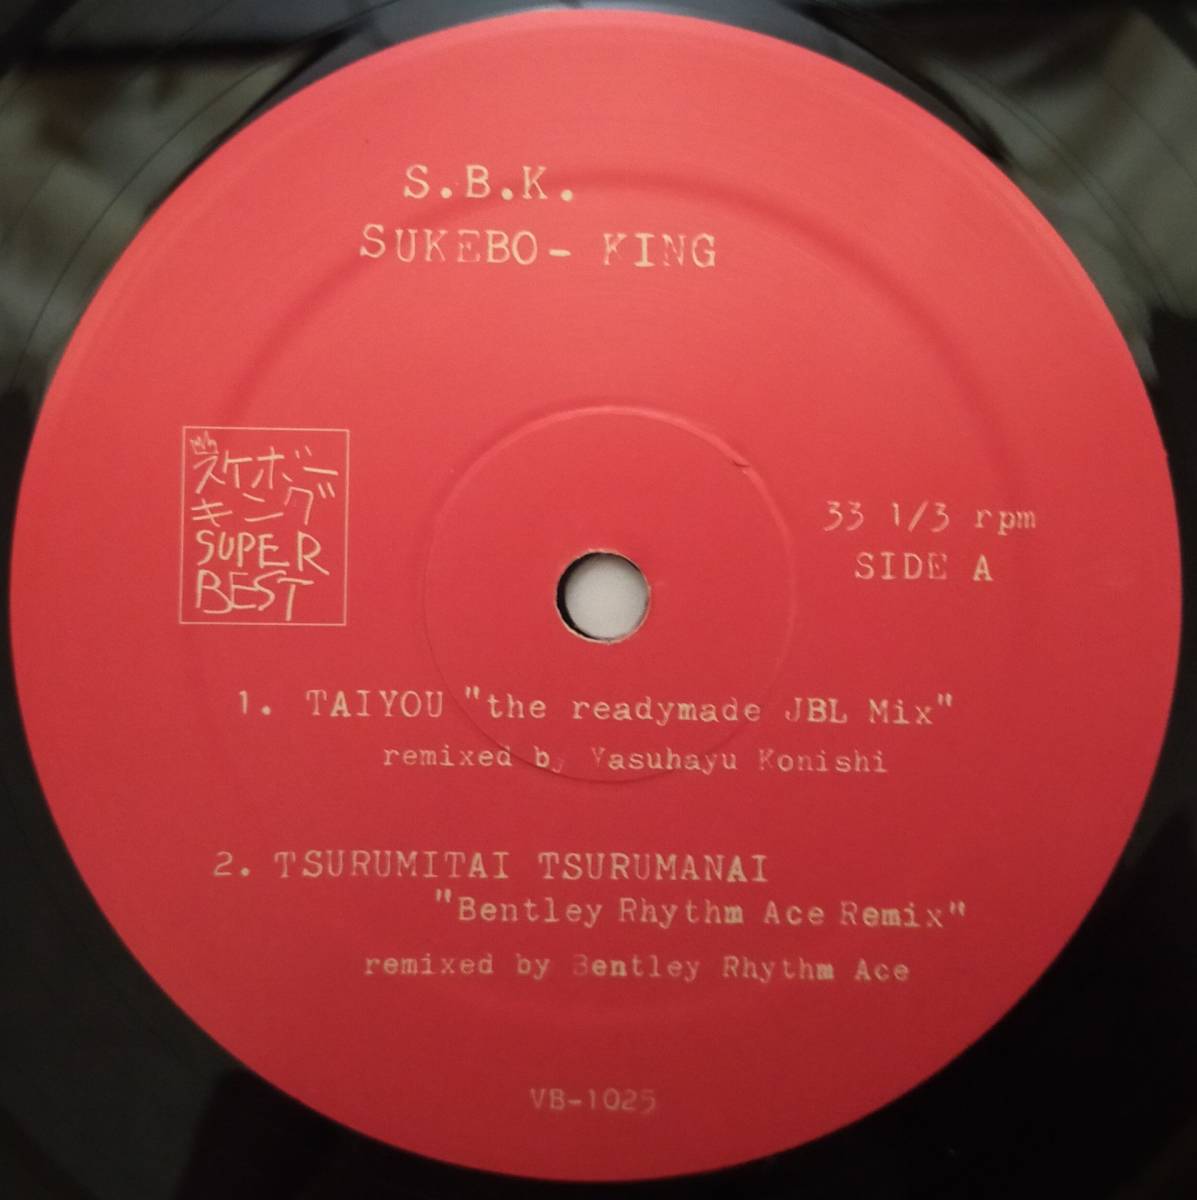 S.B.K.
SUKEBO- KING
スケボー
キング
SUPER
BEST
33 1/3 rpm
SIDE A
1. TAIYOU "the readymade JBL Mix"
remixed by Yasuhayu Konishi
2. TSURUMITAI TSURUMANAI
"Bentley Rhythm Ace Remix"
remixed by Bentley Rhythm Ace
VB-1025